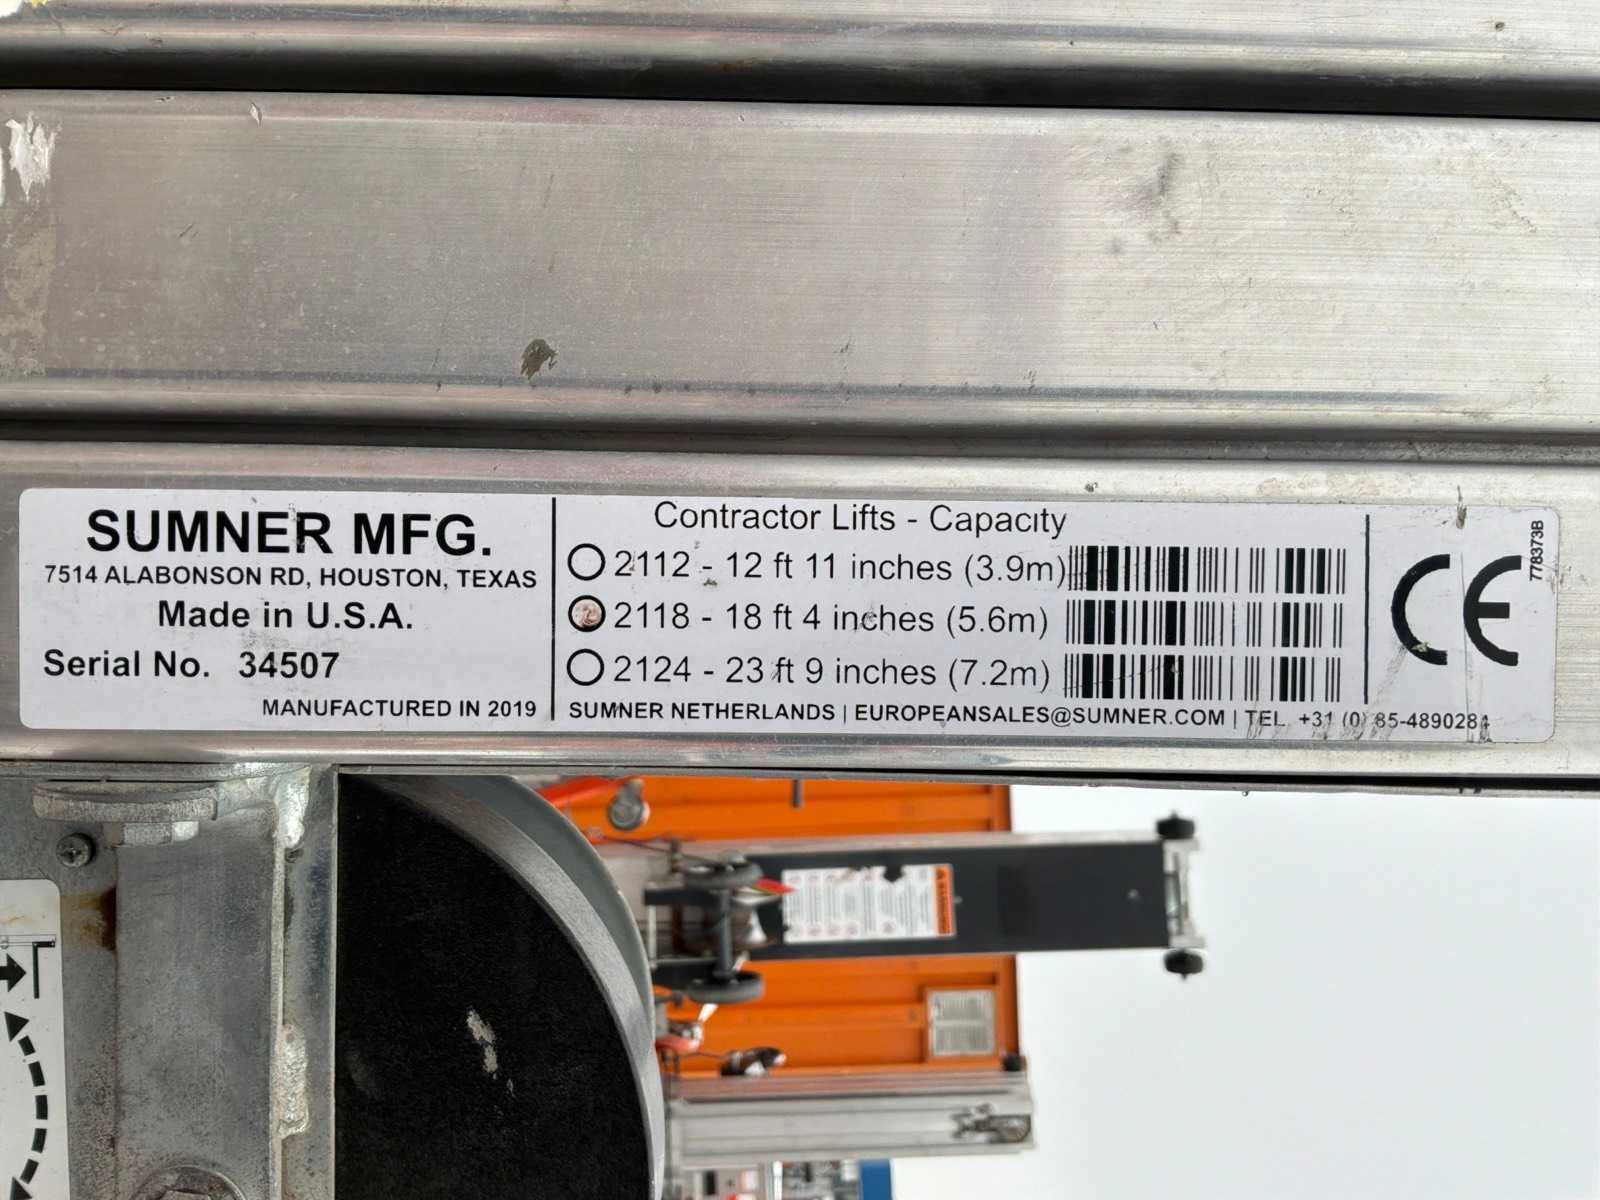 SUMNER MFG.
7514 ALABONSON RD, HOUSTON, TEXAS
Made in U.S.A.
Serial No. 34507
MANUFACTURED IN 2019
Contractor Lifts - Capacity
2112 - 12 ft 11 inches (3.9m)
2118 - 18 ft 4 inches (5.6m)
2124 - 23 ft 9 inches (7.2m)
SUMNER NETHERLANDS | EUROPEANSALES@SUMNER.COM | TEL. +31 (0) 85-4890284
CE
778373B